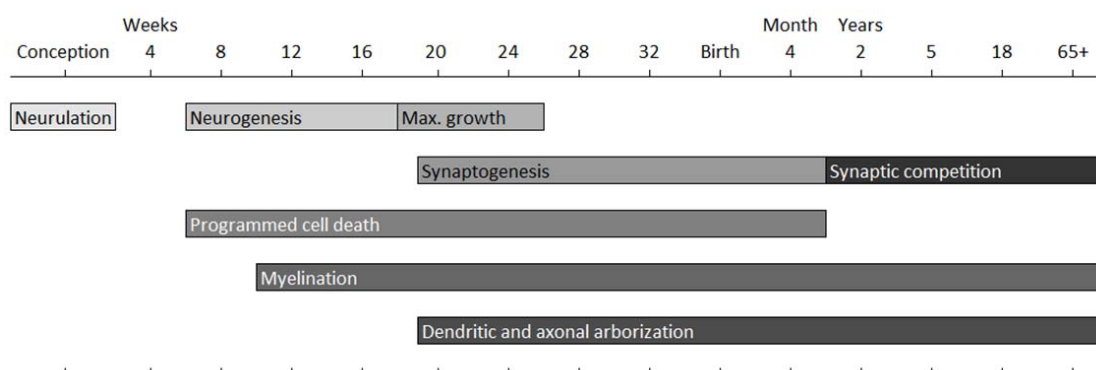 Weeks Month Years
Conception 4 8 12 16 20 24 28 32 Birth 4 2 5 18 65+
Neurulation Neurogenesis Max. growth
Synaptogenesis Synaptic competition
Programmed cell death
Myelination
Dendritic and axonal arborization